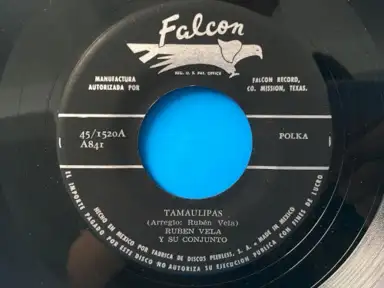 Falcon
REG. U. S. PAT. OFFICE
MANUFACTURA
AUTORIZADA POR
FALCON RECORD,
CO. MISSION, TEXAS.
45/1520A
A841
POLKA
TAMAULIPAS
(Arreglo: Rubén Vela)
RUBEN VELA
Y SU CONJUNTO
HECHO EN MEXICO POR FABRICA DE DISCOS PEERLESS, S. A. - MADE IN MEXICO
EL IMPORTE PAGADO POR ESTE DISCO NO AUTORIZA SU EJECUCION PUBLICA CON FINES DE LUCRO